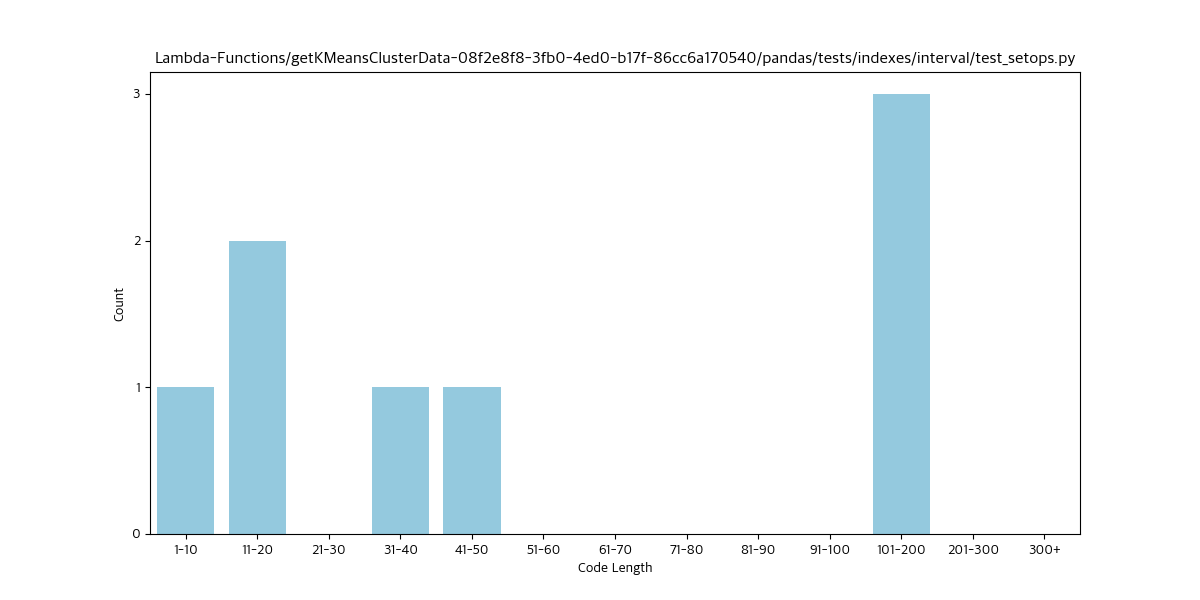 Lambda-Functions/getKMeansClusterData-08f2e8f8-3fb0-4ed0-b17f-86cc6a170540/pandas/tests/indexes/interval/test_setops.py
3
2
1
0
Count
1-10 11-20 21-30 31-40 41-50 51-60 61-70 71-80 81-90 91-100 101-200 201-300 300+
Code Length